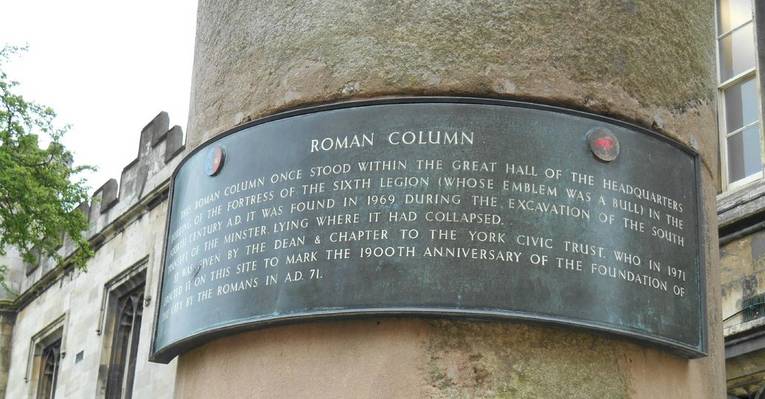 ROMAN COLUMN
THE ROMAN COLUMN ONCE STOOD WITHIN THE GREAT HALL OF THE HEADQUARTERS
OF THE FORTRESS OF THE SIXTH LEGION (WHOSE EMBLEM WAS A BULL) IN THE
FOURTH CENTURY A.D. IT WAS FOUND IN 1969 DURING THE EXCAVATION OF THE SOUTH
OF THE MINSTER LYING WHERE IT HAD COLLAPSED.
IT WAS GIVEN BY THE DEAN & CHAPTER TO THE YORK CIVIC TRUST, WHO IN 1971
ERECTED IT ON THIS SITE TO MARK THE 1900TH ANNIVERSARY OF THE FOUNDATION OF
THE CITY BY THE ROMANS IN A.D. 71.